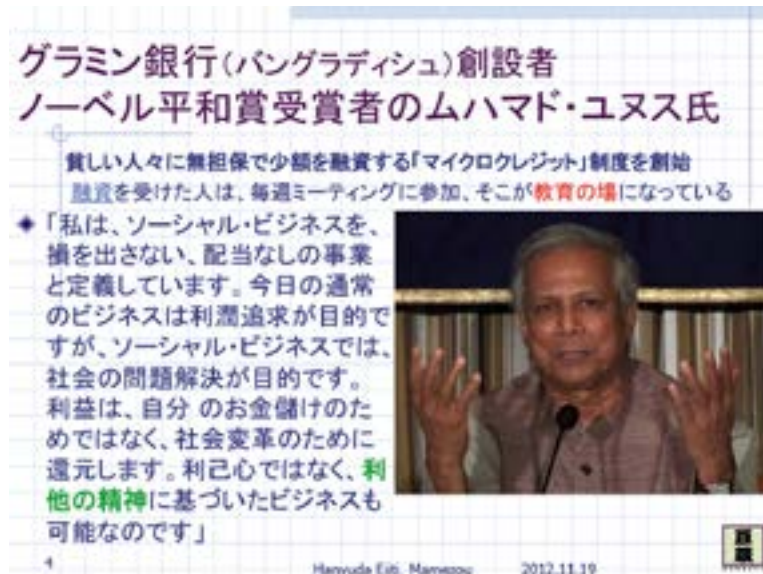 グラミン銀行(バングラディシュ)創設者
ノーベル平和賞受賞者のムハマド・ユヌス氏
貧しい人々に無担保で少額を融資する「マイクロクレジット」制度を創始
融資を受けた人は、毎週ミーティングに参加、そこが教育の場になっている
「私は、ソーシャル・ビジネスを、
損を出さない、配当なしの事業
と定義しています。今日の通常
のビジネスは利潤追求が目的で
すが、ソーシャル・ビジネスでは、
社会の問題解決が目的です。
利益は、自分 のお金儲けのた
めではなく、社会変革のために
還元します。利己心ではなく、利
他の精神に基づいたビジネスも
可能なのです」
4
Hanyuda Eiiti, Mamezou 2012.11.19